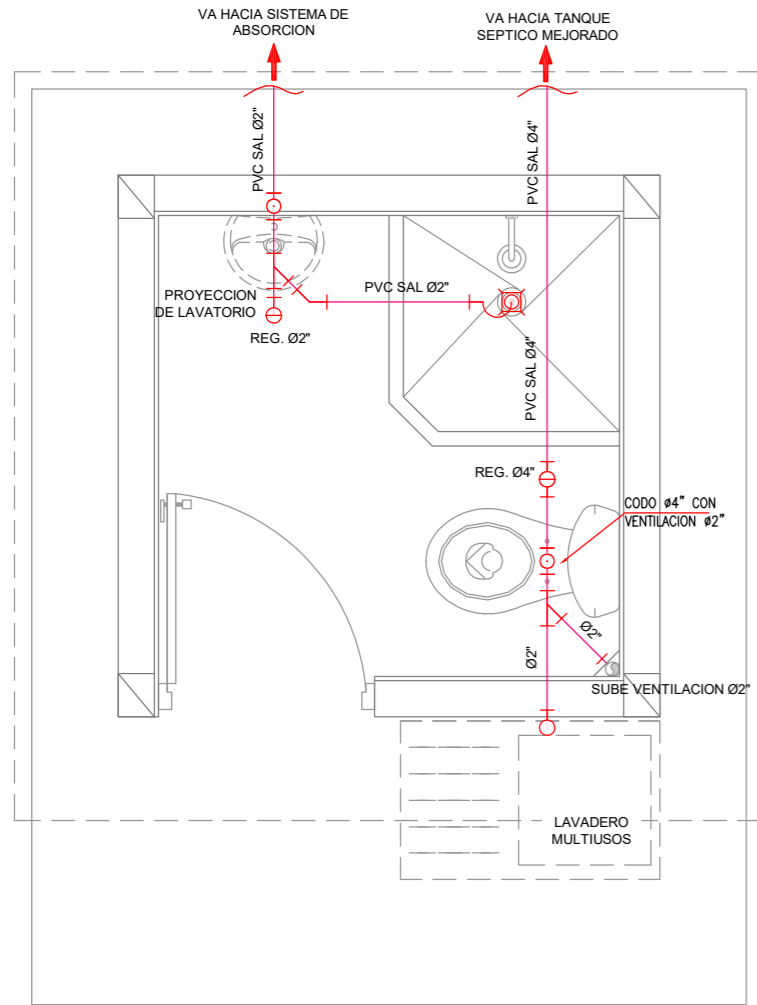 VA HACIA SISTEMA DE
ABSORCION
VA HACIA TANQUE
SEPTICO MEJORADO
PVC SAL Ø2"
PVC SAL Ø4"
PROYECCION
DE LAVATORIO
PVC SAL Ø2"
REG. Ø2"
PVC SAL Ø4"
REG. Ø4"
CODO ø4" CON
VENTILACION ø2"
Ø2"
Ø2"
SUBE VENTILACION Ø2"
LAVADERO
MULTIUSOS